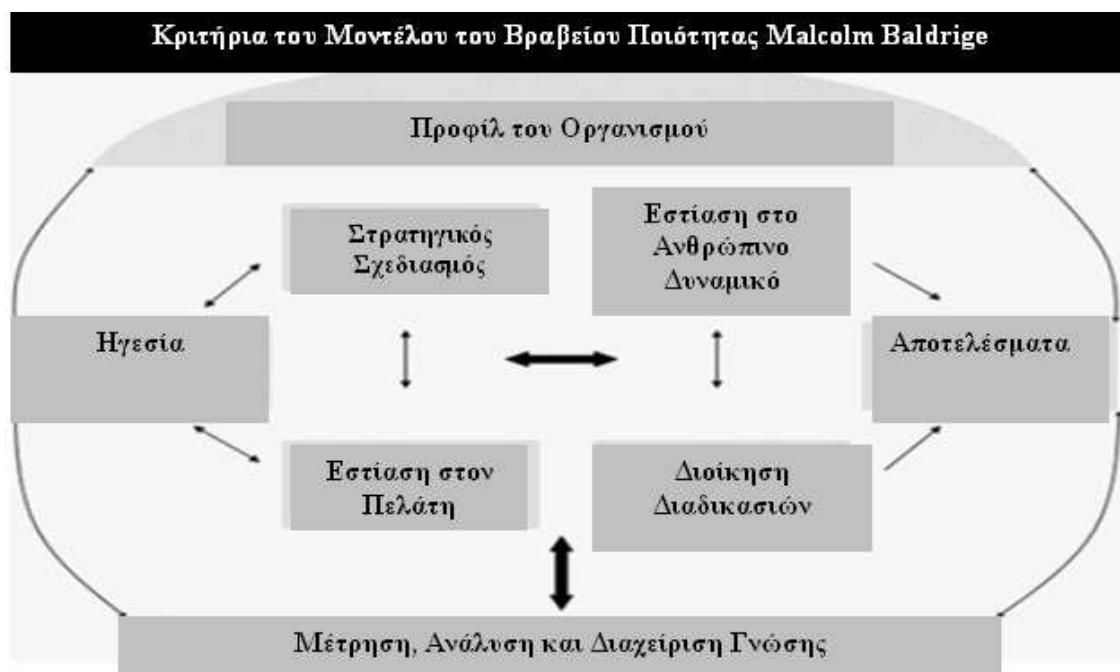 Κριτήρια του Μοντέλου του Βραβείου Ποιότητας Malcolm Baldrige
Προφίλ του Οργανισμού
Στρατηγικός
Σχεδιασμός
Εστίαση στο
Ανθρώπινο
Δυναμικό
Ηγεσία
Αποτελέσματα
Εστίαση στον
Πελάτη
Διοίκηση
Διαδικασιών
Μέτρηση, Ανάλυση και Διαχείριση Γνώσης